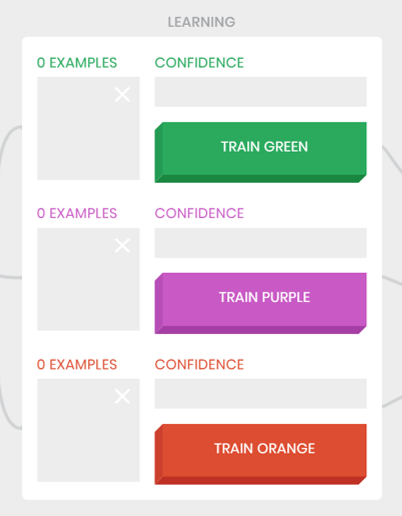 LEARNING
0 EXAMPLES CONFIDENCE
TRAIN GREEN
0 EXAMPLES CONFIDENCE
TRAIN PURPLE
0 EXAMPLES CONFIDENCE
TRAIN ORANGE